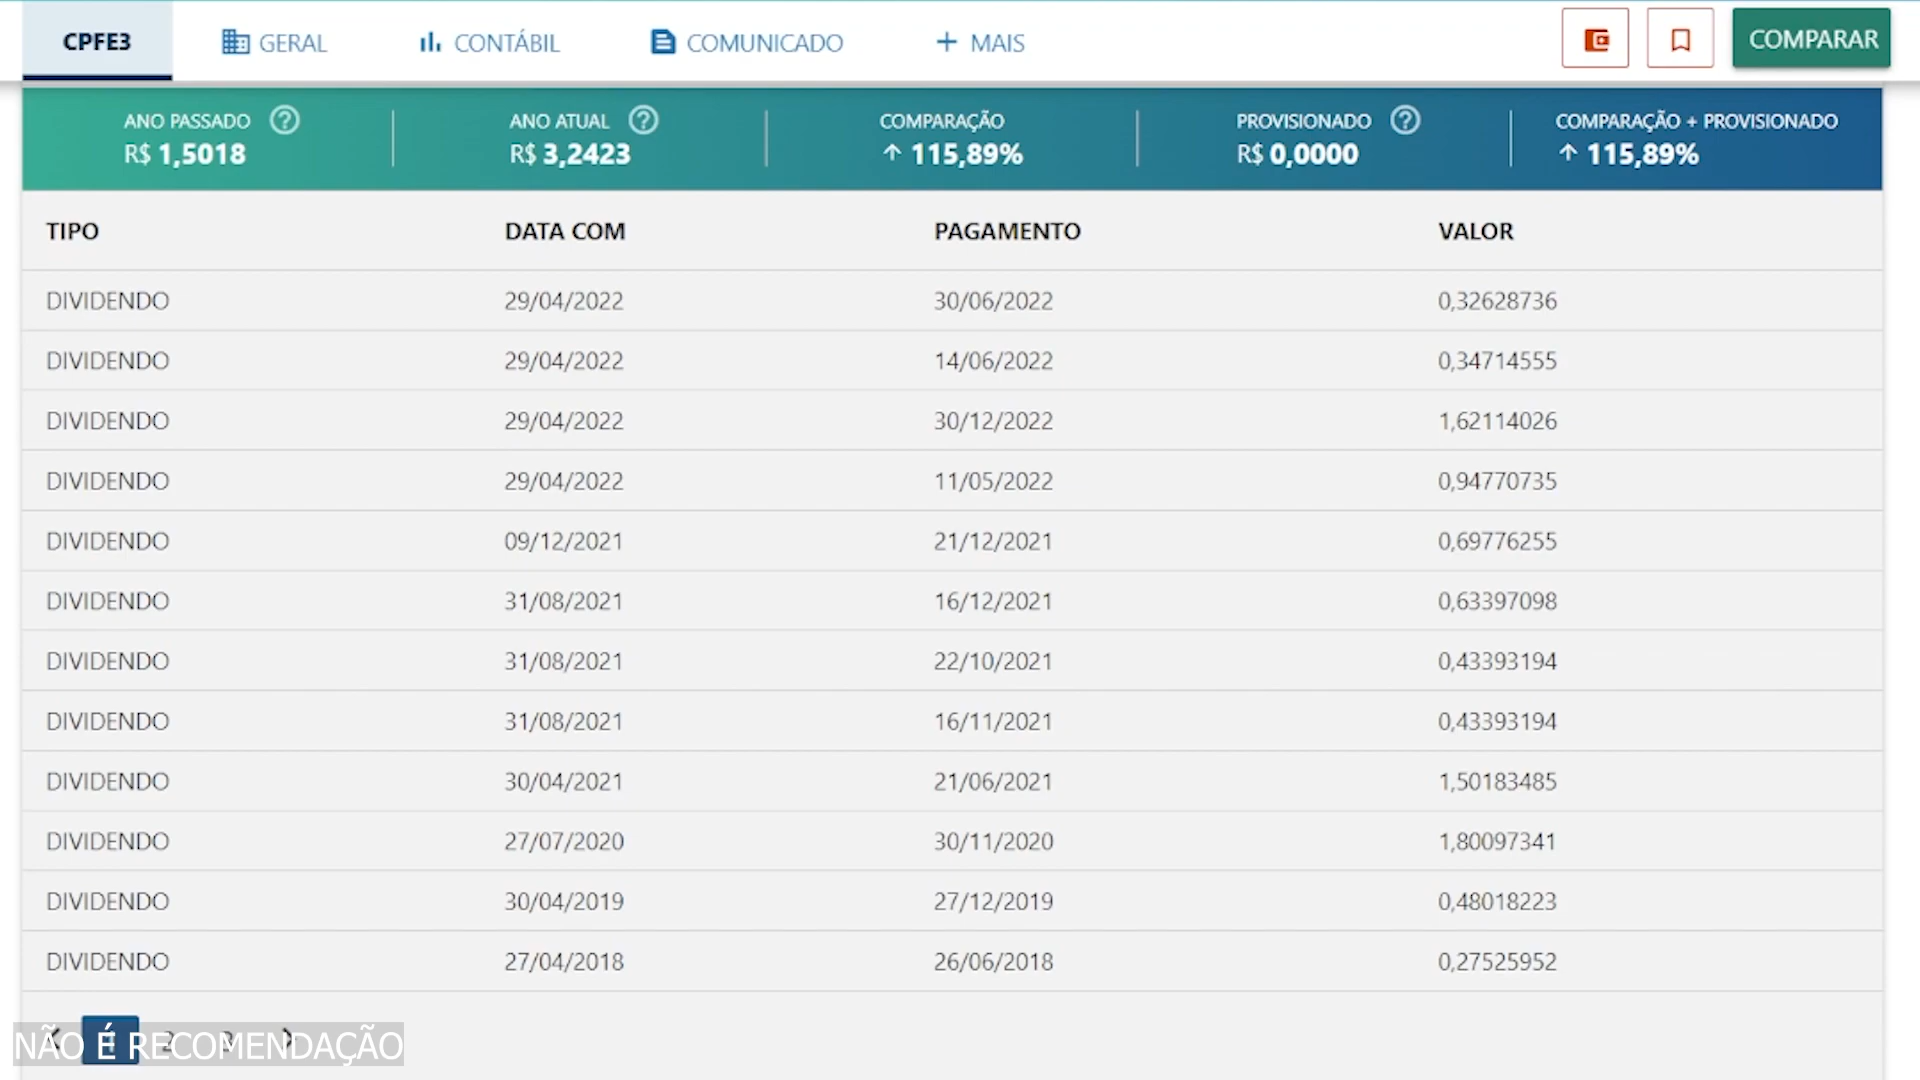 CPFE3 GERAL CONTÁBIL COMUNICADO + MAIS COMPARAR
ANO PASSADO ? ANO ATUAL ? COMPARAÇÃO PROVISIONADO ? COMPARAÇÃO + PROVISIONADO
R$ 1,5018 R$ 3,2423 ↑ 115,89% R$ 0,0000 ↑ 115,89%
TIPO DATA COM PAGAMENTO VALOR
DIVIDENDO 29/04/2022 30/06/2022 0,32628736
DIVIDENDO 29/04/2022 14/06/2022 0,34714555
DIVIDENDO 29/04/2022 30/12/2022 1,62114026
DIVIDENDO 29/04/2022 11/05/2022 0,94770735
DIVIDENDO 09/12/2021 21/12/2021 0,69776255
DIVIDENDO 31/08/2021 16/12/2021 0,63397098
DIVIDENDO 31/08/2021 22/10/2021 0,43393194
DIVIDENDO 31/08/2021 16/11/2021 0,43393194
DIVIDENDO 30/04/2021 21/06/2021 1,50183485
DIVIDENDO 27/07/2020 30/11/2020 1,80097341
DIVIDENDO 30/04/2019 27/12/2019 0,48018223
DIVIDENDO 27/04/2018 26/06/2018 0,27525952
NÃO É RECOMENDAÇÃO